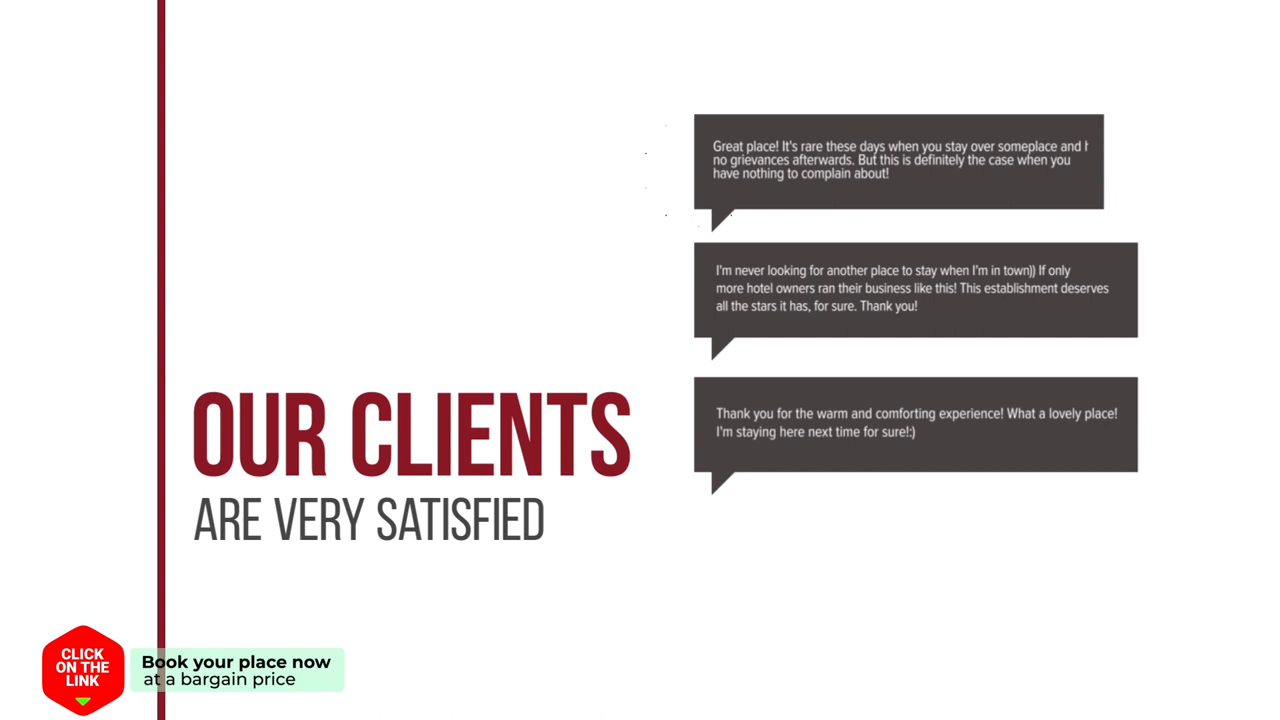 Great place! It's rare these days when you stay over someplace and
no grievances afterwards. But this is definitely the case when you
have nothing to complain about!
I'm never looking for another place to stay when I'm in town)) If only
more hotel owners ran their business like this! This establishment deserves
all the stars it has, for sure. Thank you!
Thank you for the warm and comforting experience! What a lovely place!
I'm staying here next time for sure!;)
OUR CLIENTS
ARE VERY SATISFIED
CLICK
ON THE
LINK
Book your place now
at a bargain price